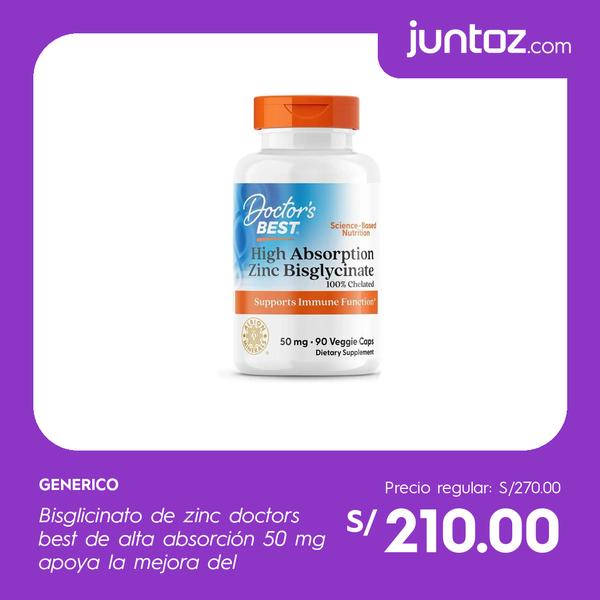 juntoz.com
Doctor's
BEST®
Science-Based
Nutrition
High Absorption
Zinc Bisglycinate
100% Chelated
Supports Immune Function*
ALBION
MINERALS
50 mg • 90 Veggie Caps
Dietary Supplement
GENERICO
Precio regular: S/270.00
Bisglicinato de zinc doctors
best de alta absorción 50 mg
apoya la mejora del
S/ 210.00